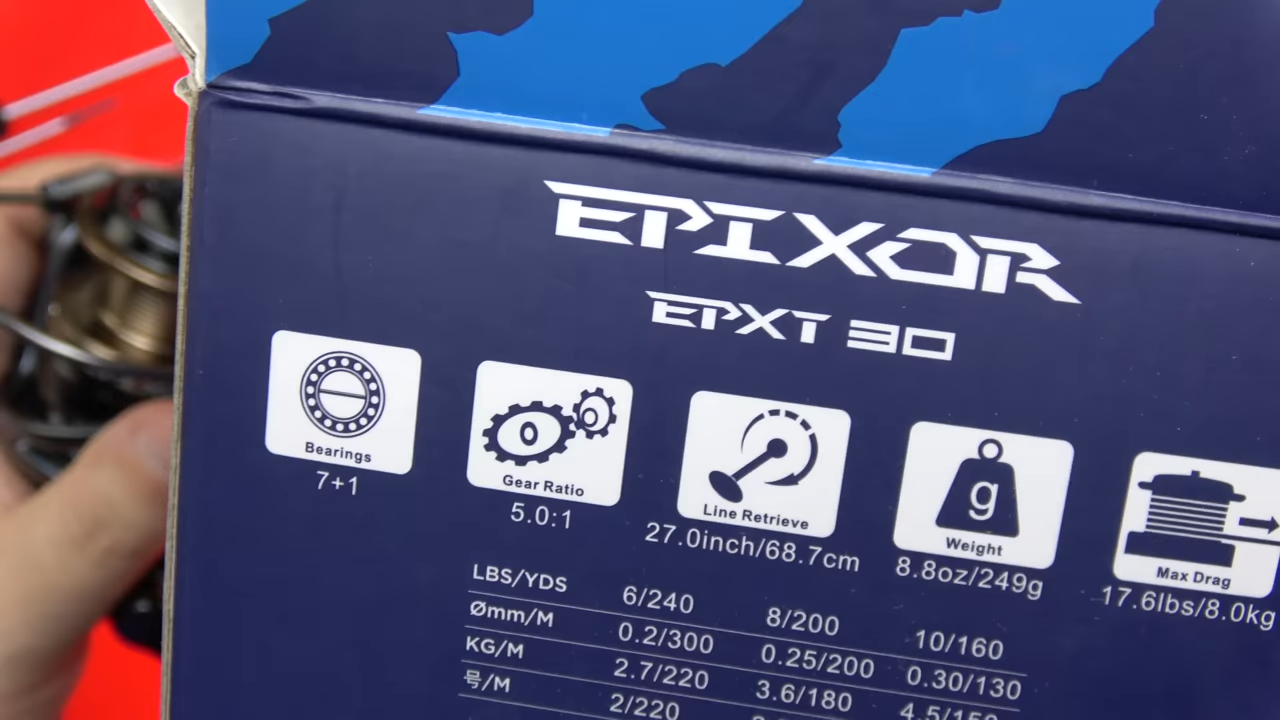 EPIXOR
EPXT 30
Bearings
7+1
Gear Ratio
5.0:1
Line Retrieve
27.0inch/68.7cm
g
Weight
8.8oz/249g
Max Drag
17.6lbs/8.0kg
LBS/YDS 6/240 8/200 10/160
Ømm/M 0.2/300 0.25/200 0.30/130
KG/M 2.7/220 3.6/180 4.5/150
号/M 2/220